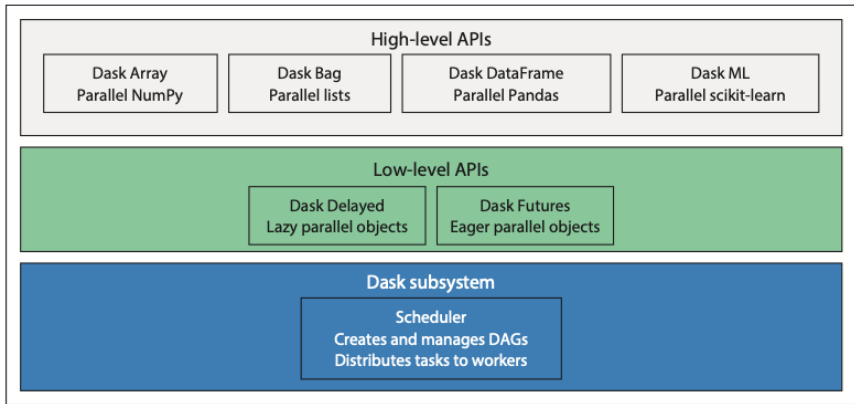 High-level APIs
Dask Array
Parallel NumPy
Dask Bag
Parallel lists
Dask DataFrame
Parallel Pandas
Dask ML
Parallel scikit-learn
Low-level APIs
Dask Delayed
Lazy parallel objects
Dask Futures
Eager parallel objects
Dask subsystem
Scheduler
Creates and manages DAGs
Distributes tasks to workers